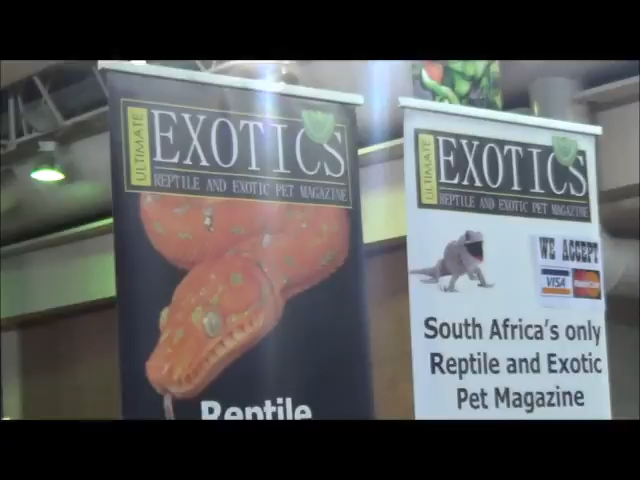 ULTIMATE
EXOTICS
REPTILE AND EXOTIC PET MAGAZINE
Reptile
ULTIMATE
EXOTICS
REPTILE AND EXOTIC PET MAGAZINE
WE ACCEPT
VISA
MasterCard
South Africa's only
Reptile and Exotic
Pet Magazine